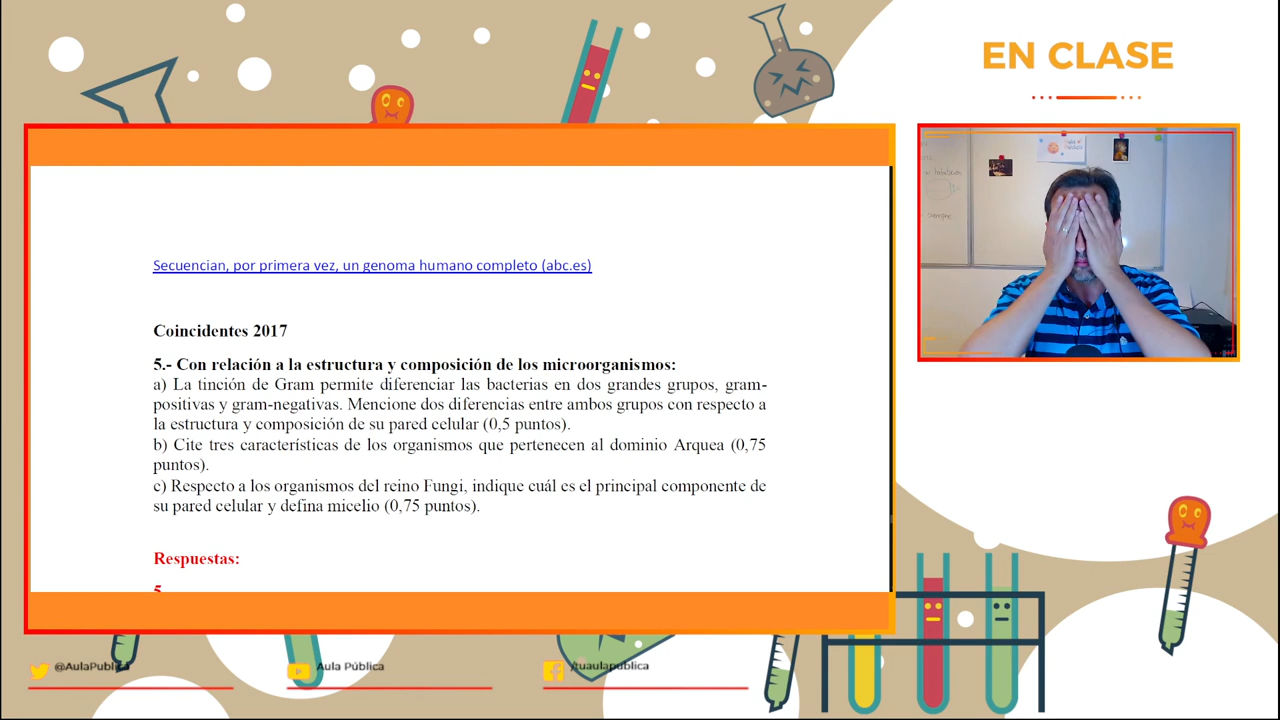 EN CLASE
Secuencian, por primera vez, un genoma humano completo (abc.es)
Coincidentes 2017
5.- Con relación a la estructura y composición de los microorganismos:
a) La tinción de Gram permite diferenciar las bacterias en dos grandes grupos, gram-
positivas y gram-negativas. Mencione dos diferencias entre ambos grupos con respecto a
la estructura y composición de su pared celular (0,5 puntos).
b) Cite tres características de los organismos que pertenecen al dominio Arquea (0,75
puntos).
c) Respecto a los organismos del reino Fungi, indique cuál es el principal componente de
su pared celular y defina micelio (0,75 puntos).
Respuestas:
5
@AulaPublica
Aula Pública
/tuaulapublica